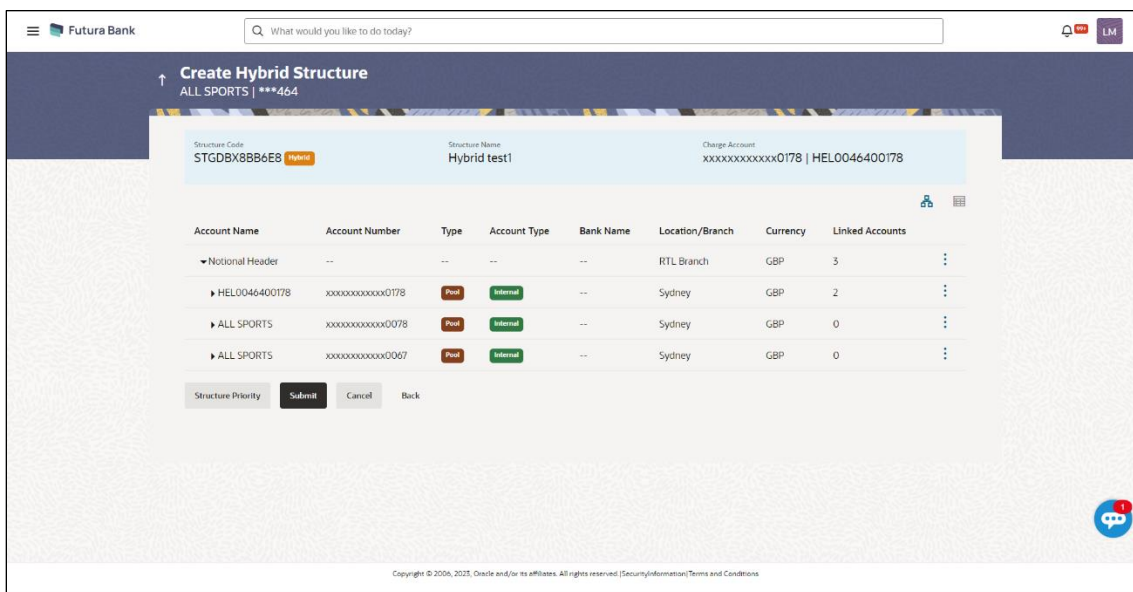 Futura Bank
What would you like to do today?
99+
LM
Create Hybrid Structure
ALL SPORTS | ***464
Structure Code Structure Name Charge Account
STGDBX8BB6E8 Hybrid Hybrid test1 xxxxxxxxxxxx0178 | HEL0046400178
Account Name Account Number Type Account Type Bank Name Location/Branch Currency Linked Accounts
Notional Header -- -- -- -- RTL Branch GBP 3
HEL0046400178 xxxxxxxxxxxx0178 Pool Internal -- Sydney GBP 2
ALL SPORTS xxxxxxxxxxxx0078 Pool Internal -- Sydney GBP 0
ALL SPORTS xxxxxxxxxxxx0067 Pool Internal -- Sydney GBP 0
Structure Priority Submit Cancel Back
1
Copyright © 2006, 2023, Oracle and/or its affiliates. All rights reserved.|SecurityInformation|Terms and Conditions